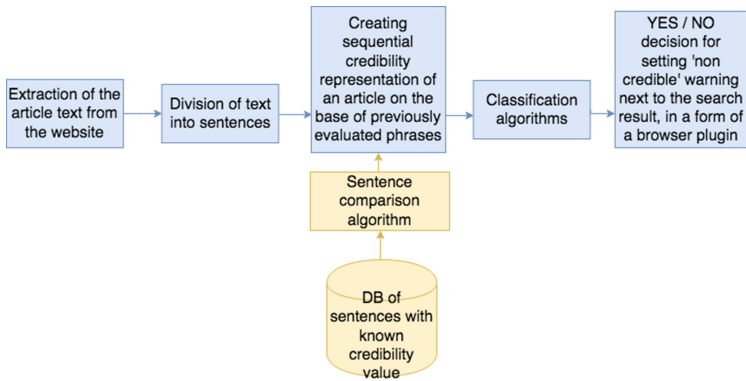 Extraction of the
article text from
the website
Division of text
into sentences
Creating
sequential
credibility
representation of
an article on the
base of previously
evaluated phrases
Classification
algorithms
YES / NO
decision for
setting 'non
credible' warning
next to the search
result, in a form of
a browser plugin
Sentence
comparison
algorithm
DB of
sentences with
known
credibility
value